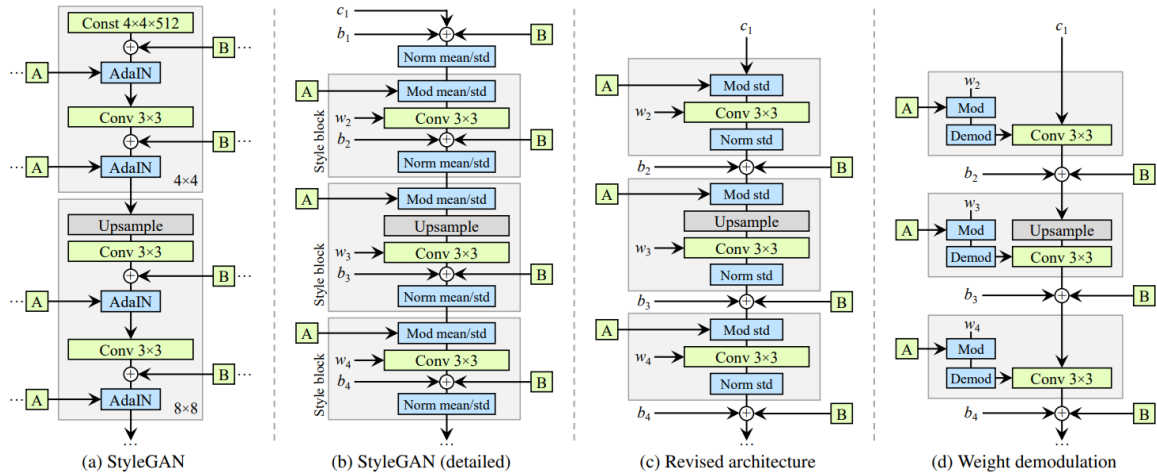 Const 4×4×512
B ···
··· A
AdaIN
Conv 3×3
B ···
··· A
AdaIN
4×4
Upsample
Conv 3×3
B ···
··· A
AdaIN
Conv 3×3
B ···
··· A
AdaIN
8×8
...
(a) StyleGAN
c1
b1
B
Norm mean/std
A
Mod mean/std
w2
Conv 3×3
b2
B
Norm mean/std
Style block
A
Mod mean/std
Upsample
w3
Conv 3×3
b3
B
Norm mean/std
Style block
A
Mod mean/std
w4
Conv 3×3
b4
B
Norm mean/std
Style block
...
(b) StyleGAN (detailed)
c1
A
Mod std
w2
Conv 3×3
Norm std
b2
B
A
Mod std
Upsample
w3
Conv 3×3
Norm std
b3
B
A
Mod std
w4
Conv 3×3
Norm std
b4
B
...
(c) Revised architecture
c1
w2
A
Mod
Demod
Conv 3×3
b2
B
w3
A
Mod
Upsample
Demod
Conv 3×3
b3
B
w4
A
Mod
Demod
Conv 3×3
b4
B
...
(d) Weight demodulation